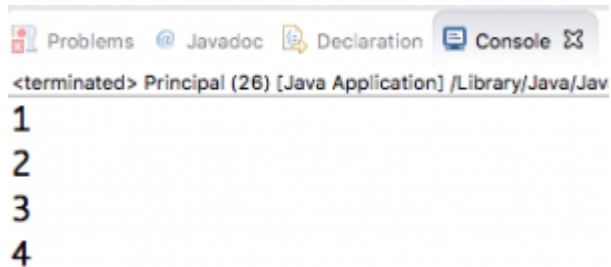 Problems @ Javadoc Declaration Console
<terminated> Principal (26) [Java Application] /Library/Java/Jav
1
2
3
4